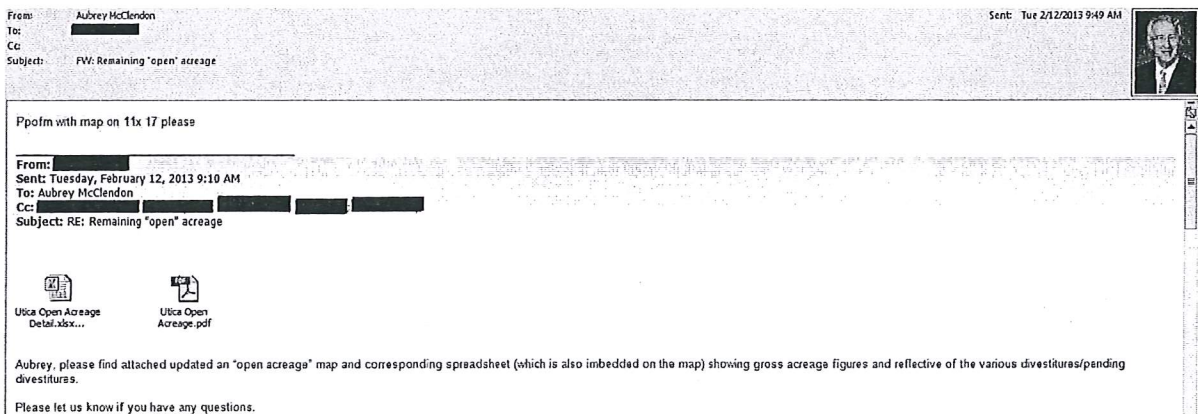 From: Aubrey McClendon
Sent: Tue 2/12/2013 9:49 AM
To:
Cc:
Subject: FW: Remaining "open" acreage
Ppofm with map on 11x 17 please
From:
Sent: Tuesday, February 12, 2013 9:10 AM
To: Aubrey McClendon
Cc:
Subject: RE: Remaining "open" acreage
Utica Open Acreage
Detail.xlsx...
Utica Open
Acreage.pdf
Aubrey, please find attached updated an "open acreage" map and corresponding spreadsheet (which is also imbedded on the map) showing gross acreage figures and reflective of the various divestitures/pending
divestitures.
Please let us know if you have any questions.